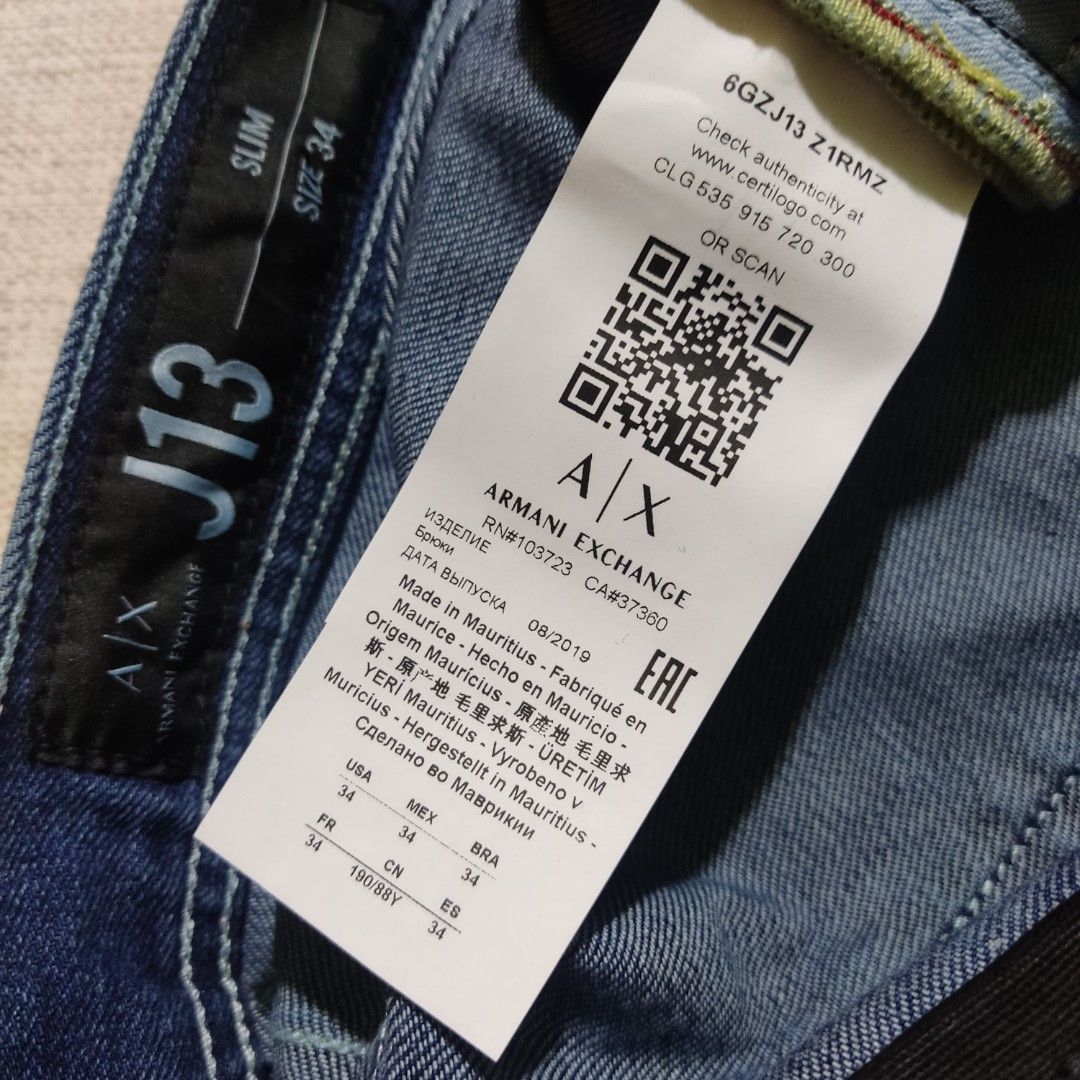 SLIM
SIZE 34
J13
A|X
ARMANI EXCHANGE
6GZJ13 Z1RMZ
Check authenticity at
www.certilogo.com
CLG 535 915 720 300
OR SCAN
A|X
ARMANI EXCHANGE
RN#103723 CA#37360
ИЗДЕЛИЕ
Брюки
ДАТА ВЫПУСКА 08/2019
EAC
Made in Mauritius - Fabriqué en
Maurice - Hecho en Mauricio -
Origem Maurícius - 原產地 毛里求
斯 - 原产地 毛里求斯 - ÜRETİM
YERİ Mauritius - Vyrobeno v
Muricius - Hergestellt in Mauritius -
Сделано во Маврикии
USA MEX BRA
34 34 34
FR CN ES
34 190/88Y 34